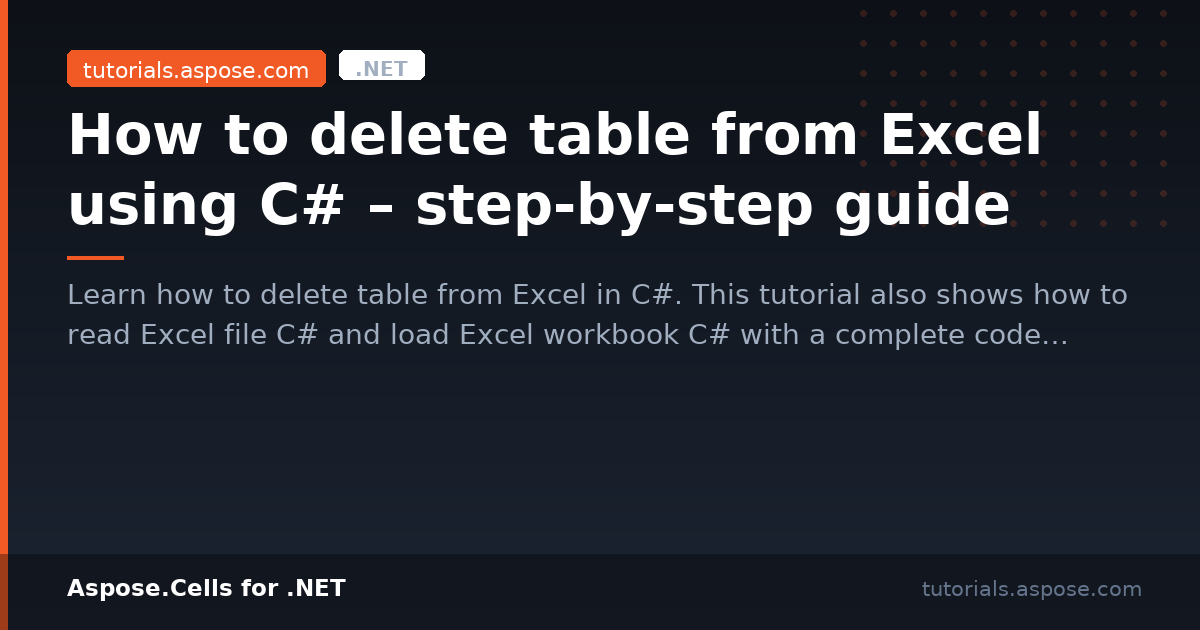 tutorials.aspose.com
.NET
How to delete table from Excel
using C# – step-by-step guide
Learn how to delete table from Excel in C#. This tutorial also shows how to
read Excel file C# and load Excel workbook C# with a complete code…
Aspose.Cells for .NET
tutorials.aspose.com